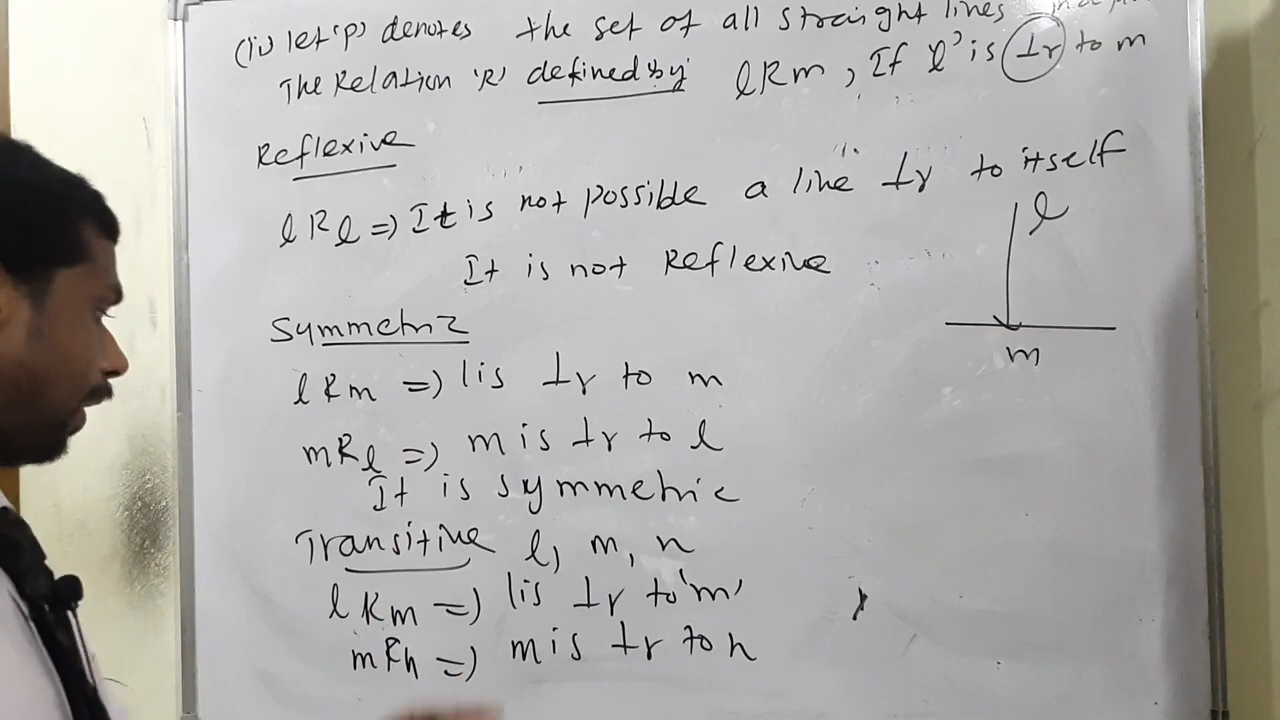 (iv) let 'P' denotes the set of all straight lines in a
The Relation 'R' defined by lRm, If l' is ⊥r to m
Reflexive
lRl => It is not possible a line ⊥r to itself
It is not Reflexive
l
m
Symmetric
lRm => l is ⊥r to m
mRl => m is ⊥r to l
It is symmetric
Transitive l, m, n
lRm => l is ⊥r to 'm'
mRn => m is ⊥r to n